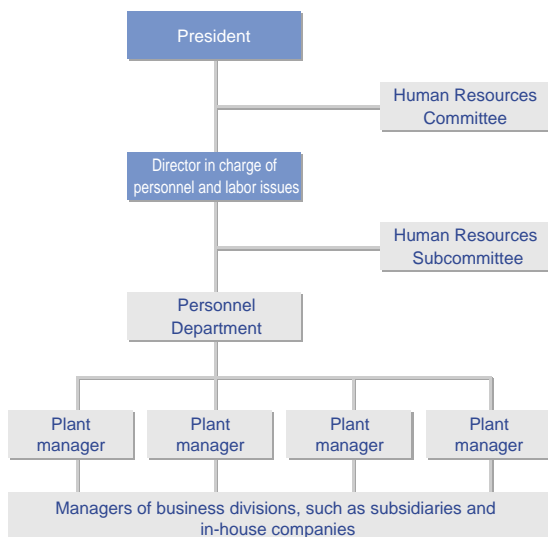 President
Human Resources
Committee
Director in charge of
personnel and labor issues
Human Resources
Subcommittee
Personnel
Department
Plant
manager
Plant
manager
Plant
manager
Plant
manager
Managers of business divisions, such as subsidiaries and
in-house companies